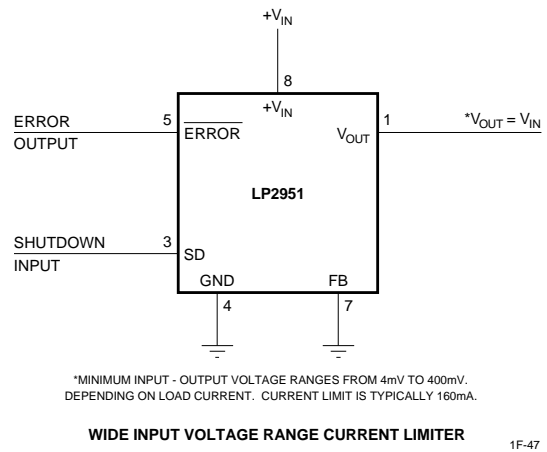 +VIN
8
+VIN
ERROR
OUTPUT
5
ERROR
VOUT
1
*VOUT = VIN
LP2951
SHUTDOWN
INPUT
3
SD
GND
FB
4
7
*MINIMUM INPUT - OUTPUT VOLTAGE RANGES FROM 4mV TO 400mV.
DEPENDING ON LOAD CURRENT. CURRENT LIMIT IS TYPICALLY 160mA.
WIDE INPUT VOLTAGE RANGE CURRENT LIMITER
1F-47